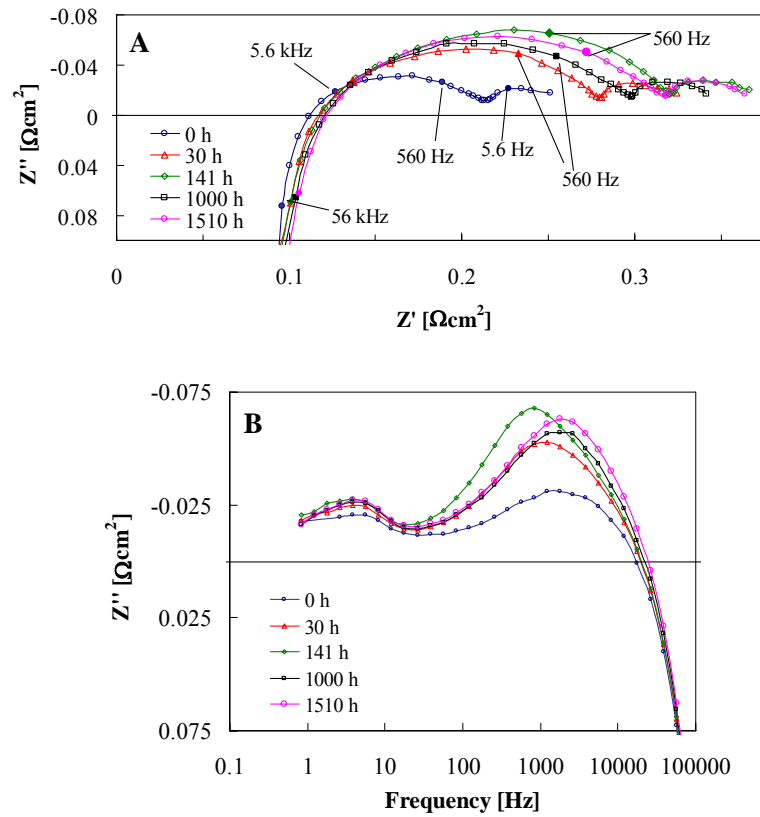 A
-0.08
-0.04
0
0.04
0.08
Z'' [Ωcm²]
5.6 kHz
560 Hz
560 Hz
5.6 Hz
560 Hz
56 kHz
0 h
30 h
141 h
1000 h
1510 h
0
0.1
0.2
0.3
Z' [Ωcm²]
B
-0.075
-0.025
0.025
0.075
Z'' [Ωcm²]
0 h
30 h
141 h
1000 h
1510 h
0.1
1
10
100
1000
10000
100000
Frequency [Hz]